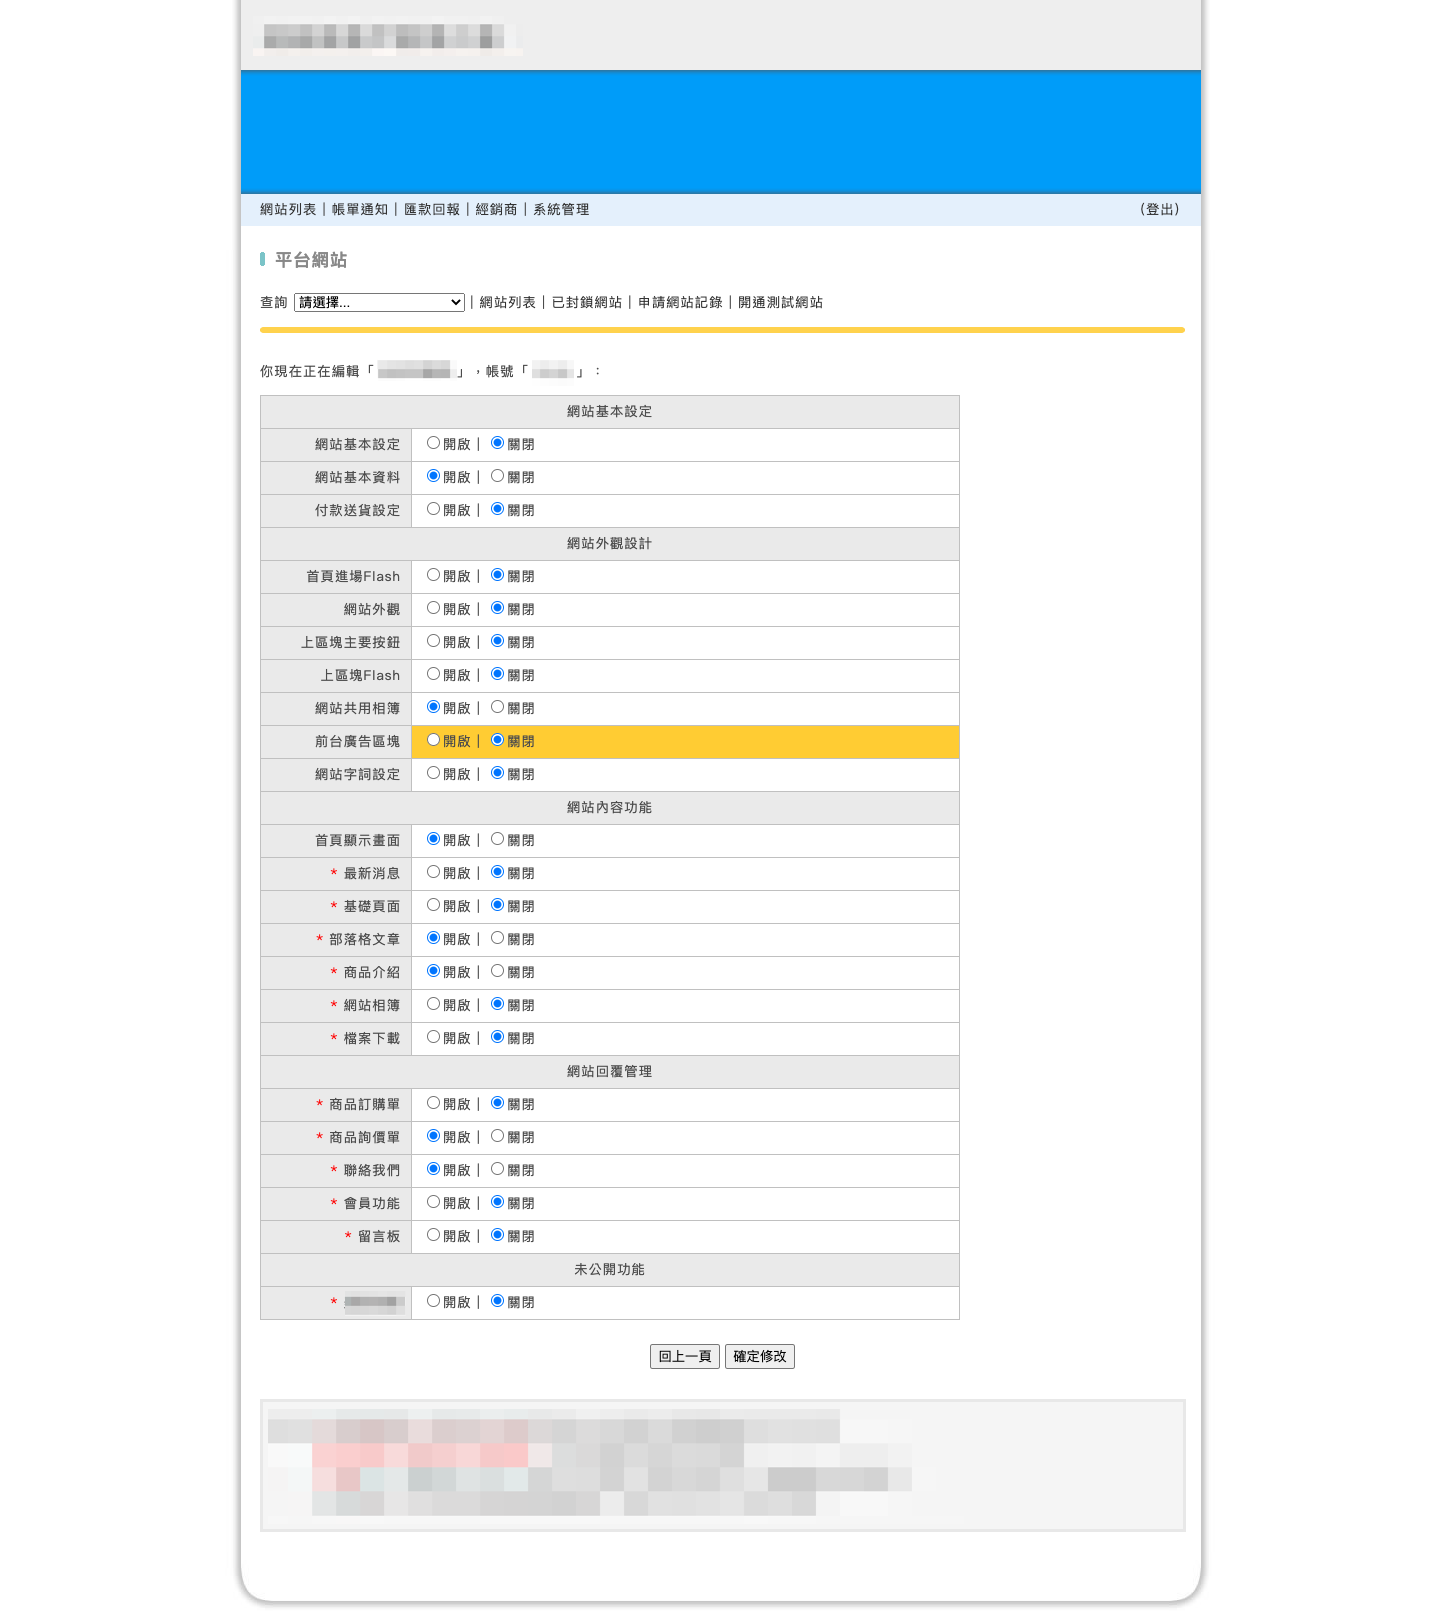 網站列表｜帳單通知｜匯款回報｜經銷商｜系統管理 (登出)
平台網站
查詢 請選擇... ｜網站列表｜已封鎖網站｜申請網站記錄｜開通測試網站
你現在正在編輯「」，帳號「」：
網站基本設定
網站基本設定 開啟｜ 關閉
網站基本資料 開啟｜ 關閉
付款送貨設定 開啟｜ 關閉
網站外觀設計
首頁進場Flash 開啟｜ 關閉
網站外觀 開啟｜ 關閉
上區塊主要按鈕 開啟｜ 關閉
上區塊Flash 開啟｜ 關閉
網站共用相簿 開啟｜ 關閉
前台廣告區塊 開啟｜ 關閉
網站字詞設定 開啟｜ 關閉
網站內容功能
首頁顯示畫面 開啟｜ 關閉
* 最新消息 開啟｜ 關閉
* 基礎頁面 開啟｜ 關閉
* 部落格文章 開啟｜ 關閉
* 商品介紹 開啟｜ 關閉
* 網站相簿 開啟｜ 關閉
* 檔案下載 開啟｜ 關閉
網站回覆管理
* 商品訂購單 開啟｜ 關閉
* 商品詢價單 開啟｜ 關閉
* 聯絡我們 開啟｜ 關閉
* 會員功能 開啟｜ 關閉
* 留言板 開啟｜ 關閉
未公開功能
* 開啟｜ 關閉
回上一頁 確定修改